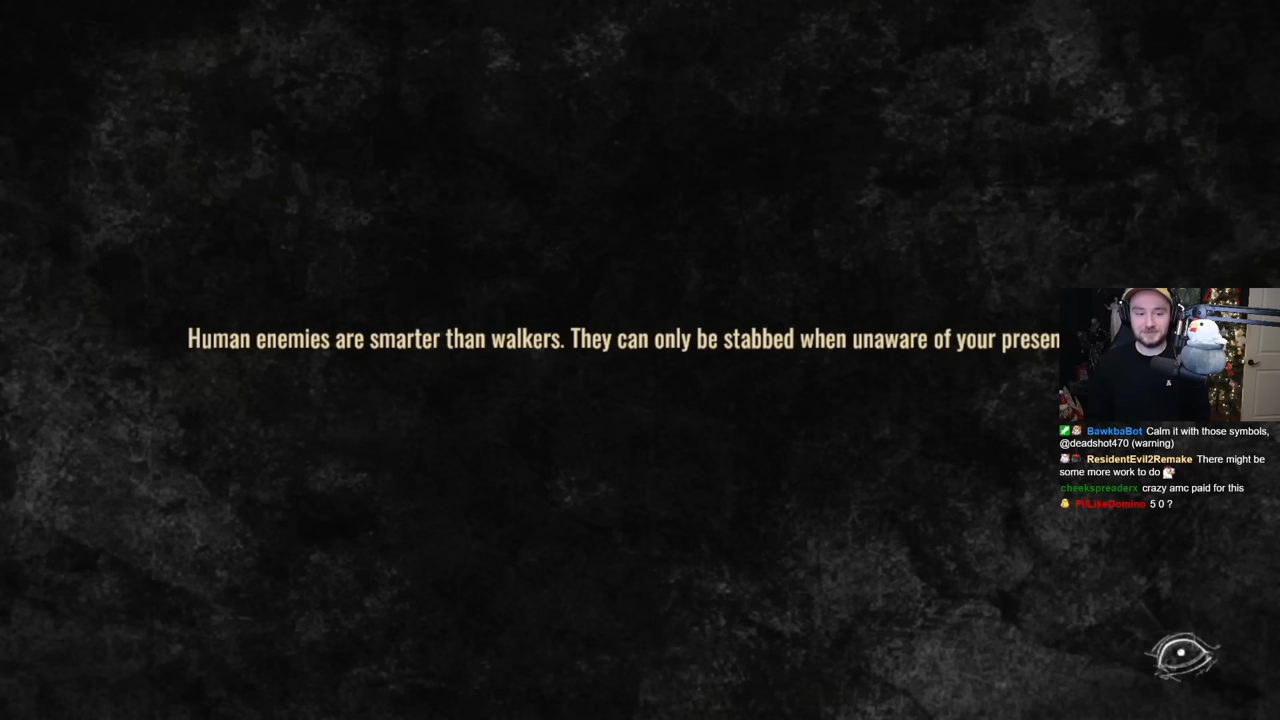 Human enemies are smarter than walkers. They can only be stabbed when unaware of your presen
BawkbaBot Calm it with those symbols,
@deadshot470 (warning)
ResidentEvil2Remake There might be
some more work to do
cheekspreaderx crazy amc paid for this
PilLikeDomino 5 0 ?